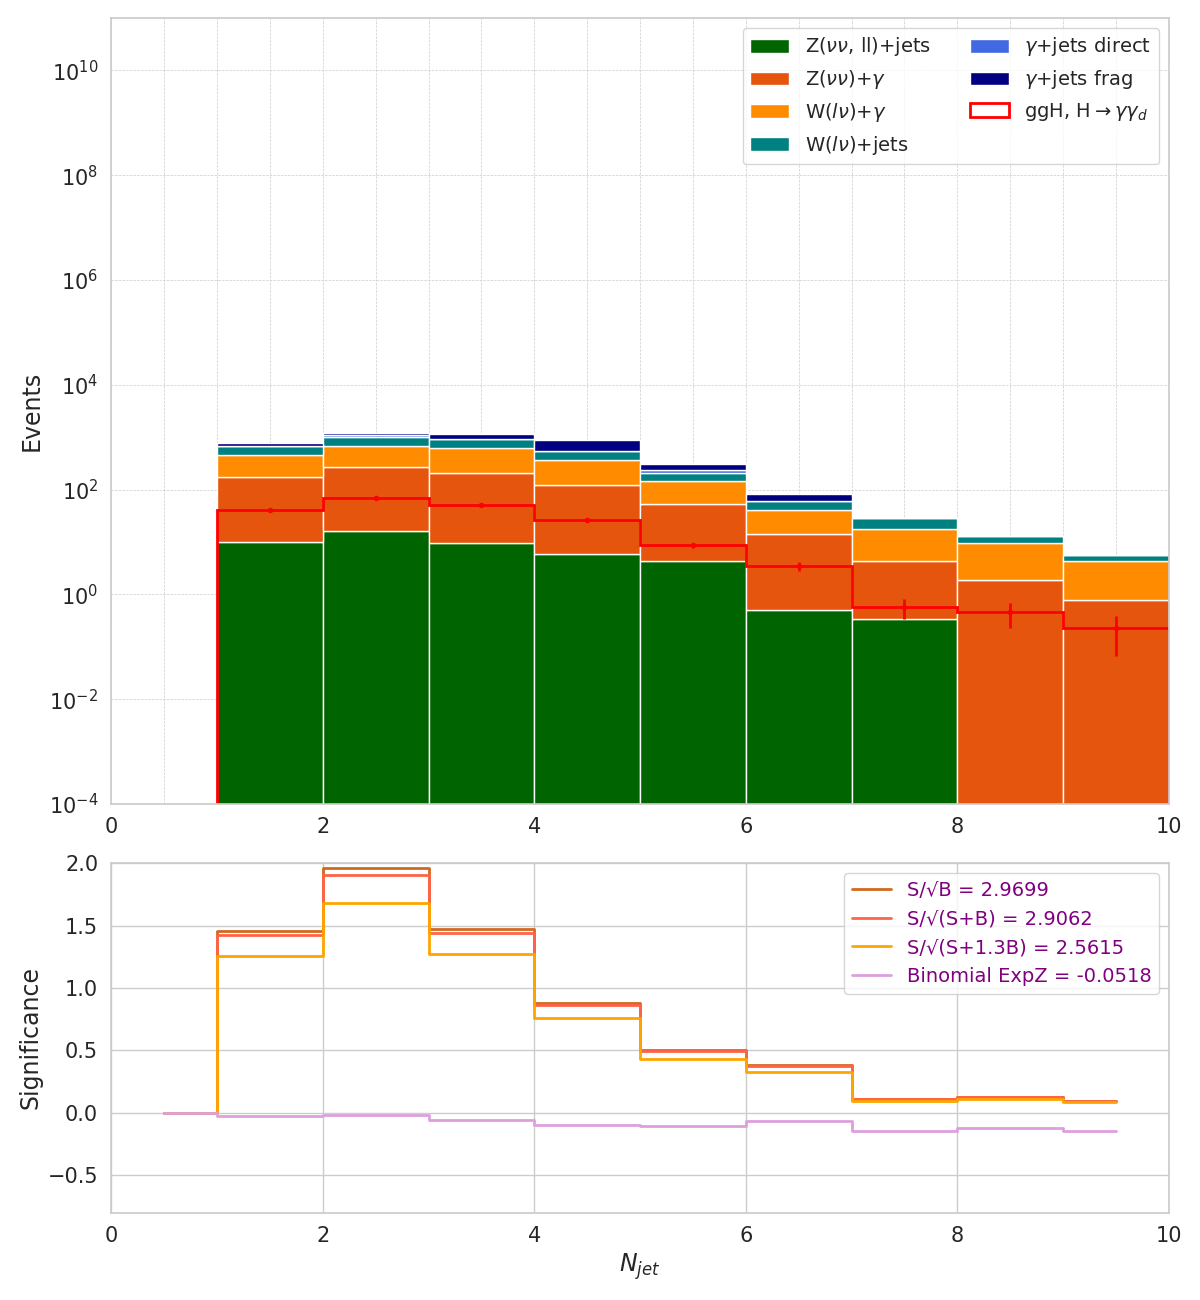 Z(νν, ll)+jets
Z(νν)+γ
W(lν)+γ
W(lν)+jets
γ+jets direct
γ+jets frag
ggH, H→γγ_d
Events
10^10
10^8
10^6
10^4
10^2
10^0
10^−2
10^−4
0 2 4 6 8 10
Significance
2.0
1.5
1.0
0.5
0.0
−0.5
S/√B = 2.9699
S/√(S+B) = 2.9062
S/√(S+1.3B) = 2.5615
Binomial ExpZ = -0.0518
0 2 4 6 8 10
N_jet